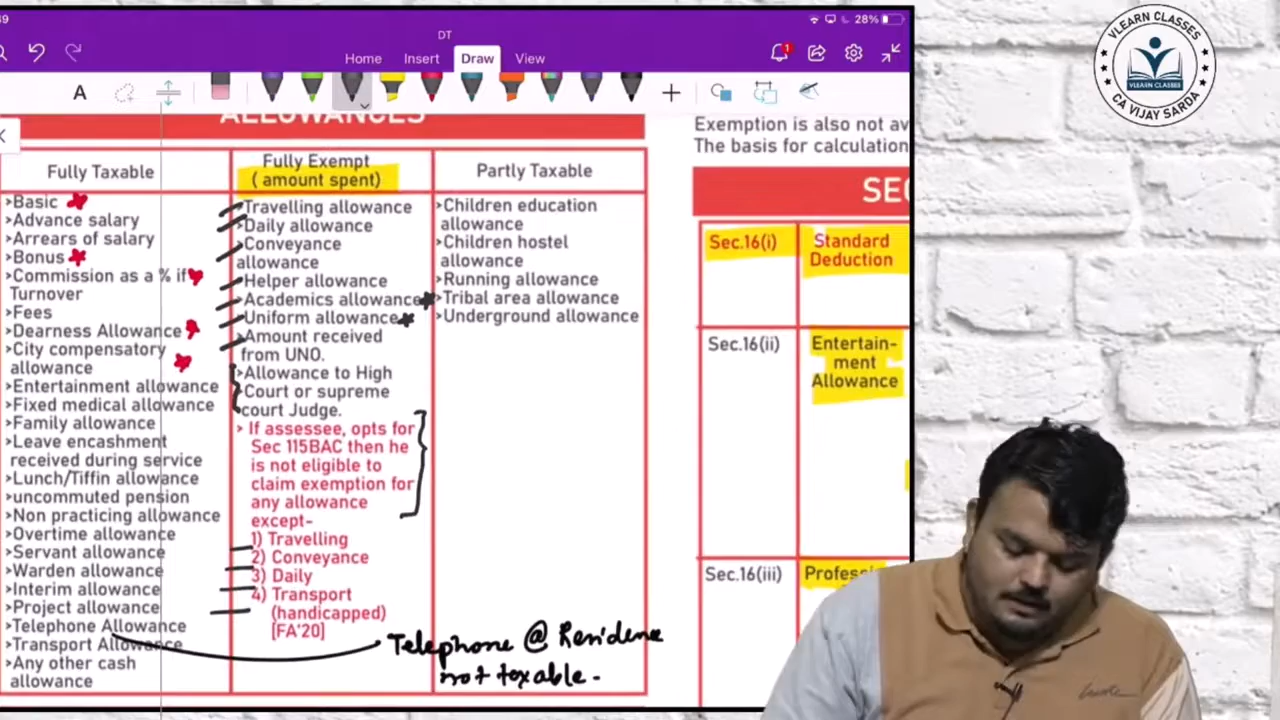 49
28%
DT
Home Insert Draw View
1
A
ALLOWANCES
Fully Taxable
>Basic
>Advance salary
>Arrears of salary
>Bonus
>Commission as a % if
Turnover
>Fees
>Dearness Allowance
>City compensatory
allowance
>Entertainment allowance
>Fixed medical allowance
>Family allowance
>Leave encashment
received during service
>Lunch/Tiffin allowance
>uncommuted pension
>Non practicing allowance
>Overtime allowance
>Servant allowance
>Warden allowance
>Interim allowance
>Project allowance
>Telephone Allowance
>Transport Allowance
>Any other cash
allowance
Fully Exempt
( amount spent)
Travelling allowance
>Daily allowance
>Conveyance
allowance
>Helper allowance
>Academics allowance
>Uniform allowance
>Amount received
from UNO.
>Allowance to High
Court or supreme
court Judge.
> If assessee, opts for
Sec 115BAC then he
is not eligible to
claim exemption for
any allowance
except-
1) Travelling
2) Conveyance
3) Daily
4) Transport
(handicapped)
[FA'20]
Partly Taxable
>Children education
allowance
>Children hostel
allowance
>Running allowance
>Tribal area allowance
>Underground allowance
Telephone @ Residence
not taxable.
Exemption is also not av
The basis for calculation
SEC
Sec.16(i)
Standard
Deduction
Sec.16(ii)
Entertain-
ment
Allowance
Sec.16(iii)
Profess
VLEARN CLASSES
VLEARN CLASSES
CA VIJAY SARDA